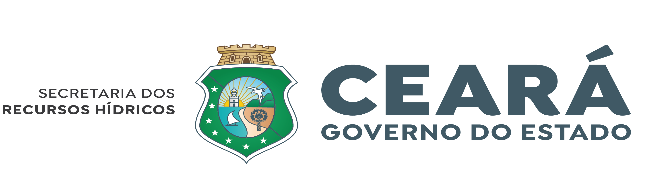 SECRETARIA DOS
RECURSOS HÍDRICOS
CEARÁ
GOVERNO DO ESTADO